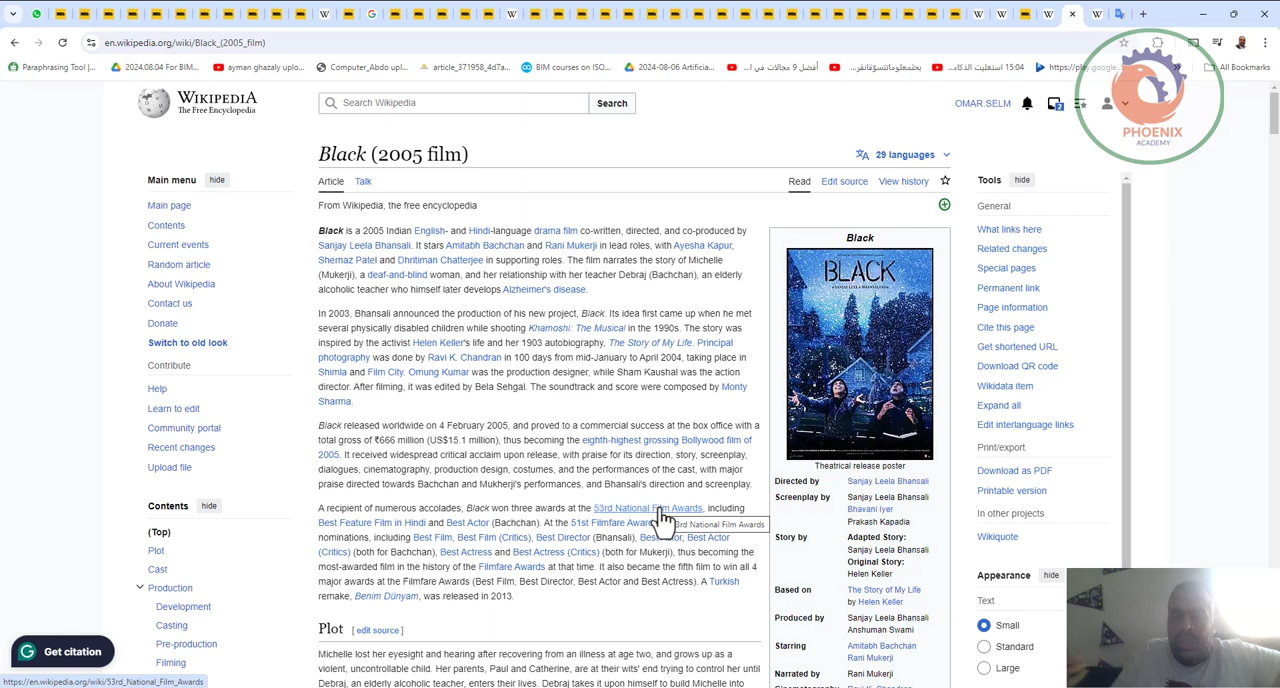 en.wikipedia.org/wiki/Black_(2005_film)
Paraphrasing Tool |...
2024.08.04 For BIM...
ayman ghazaly uplo...
Computer_Abdo upl...
371958_4d7a...
BIM courses on ISO...
2024-08-06 Artificia...
أفضل 9 مجالات في ا...
15:04 استغليت الذكاء...
https://play.google...
All Bookmarks
WIKIPEDIA
The Free Encyclopedia
Search Wikipedia
Search
OMAR.SELM
2
PHOENIX
ACADEMY
Black (2005 film)
29 languages
Main menu
hide
Article
Talk
Read
Edit source
View history
Tools
hide
Main page
Contents
Current events
Random article
About Wikipedia
Contact us
Donate
Switch to old look
Contribute
Help
Learn to edit
Community portal
Recent changes
Upload file
Contents
hide
(Top)
Plot
Cast
Production
Development
Casting
Pre-production
Filming
Get citation
https://en.wikipedia.org/wiki/53rd_National_Film_Awards
From Wikipedia, the free encyclopedia
Black is a 2005 Indian English- and Hindi-language drama film co-written, directed, and co-produced by
Sanjay Leela Bhansali. It stars Amitabh Bachchan and Rani Mukerji in lead roles, with Ayesha Kapur,
Shernaz Patel and Dhritiman Chatterjee in supporting roles. The film narrates the story of Michelle
(Mukerji), a deaf-and-blind woman, and her relationship with her teacher Debraj (Bachchan), an elderly
alcoholic teacher who himself later develops Alzheimer's disease.
In 2003, Bhansali announced the production of his new project, Black. Its idea first came up when he met
several physically disabled children while shooting Khamoshi: The Musical in the 1990s. The story was
inspired by the activist Helen Keller's life and her 1903 autobiography, The Story of My Life. Principal
photography was done by Ravi K. Chandran in 100 days from mid-January to April 2004, taking place in
Shimla and Film City. Omung Kumar was the production designer, while Sham Kaushal was the action
director. After filming, it was edited by Bela Sehgal. The soundtrack and score were composed by Monty
Sharma.
Black released worldwide on 4 February 2005, and proved to a commercial success at the box office with a
total gross of ₹666 million (US$15.1 million), thus becoming the eighth-highest grossing Bollywood film of
2005. It received widespread critical acclaim upon release, with praise for its direction, story, screenplay,
dialogues, cinematography, production design, costumes, and the performances of the cast, with major
praise directed towards Bachchan and Mukherji's performances, and Bhansali's direction and screenplay.
A recipient of numerous accolades, Black won three awards at the 53rd National Film Awards, including
Best Feature Film in Hindi and Best Actor (Bachchan). At the 51st Filmfare Awards
3rd National Film Awards
nominations, including Best Film, Best Film (Critics), Best Director (Bhansali), Best Actor, Best Actor
(Critics) (both for Bachchan), Best Actress and Best Actress (Critics) (both for Mukerji), thus becoming the
most-awarded film in the history of the Filmfare Awards at that time. It also became the fifth film to win all 4
major awards at the Filmfare Awards (Best Film, Best Director, Best Actor and Best Actress). A Turkish
remake, Benim Dünyam, was released in 2013.
Plot
[ edit source ]
Michelle lost her eyesight and hearing after recovering from an illness at age two, and grows up as a
violent, uncontrollable child. Her parents, Paul and Catherine, are at their wits' end trying to control her until
Debraj, an elderly alcoholic teacher, enters their lives. Debraj takes it upon himself to build Michelle into
Black
BLACK
Theatrical release poster
Directed by
Sanjay Leela Bhansali
Screenplay by
Sanjay Leela Bhansali
Bhavani Iyer
Prakash Kapadia
Story by
Adapted Story:
Sanjay Leela Bhansali
Original Story:
Helen Keller
Based on
The Story of My Life
by Helen Keller
Produced by
Sanjay Leela Bhansali
Anshuman Swami
Starring
Amitabh Bachchan
Rani Mukerji
Narrated by
Rani Mukerji
Cinematography
Ravi K. Chandran
General
What links here
Related changes
Special pages
Permanent link
Page information
Cite this page
Get shortened URL
Download QR code
Wikidata item
Expand all
Edit interlanguage links
Print/export
Download as PDF
Printable version
In other projects
Wikiquote
Appearance
hide
Text
Small
Standard
Large